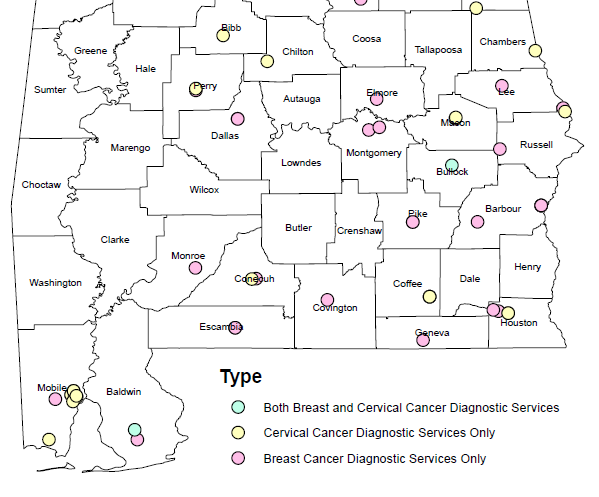 Bibb
Coosa
Tallapoosa
Chambers
Greene
Chilton
Hale
Sumter
Perry
Autauga
Elmore
Lee
Macon
Dallas
Marengo
Montgomery
Russell
Lowndes
Bullock
Choctaw
Wilcox
Pike
Barbour
Butler
Crenshaw
Clarke
Monroe
Henry
Conecuh
Washington
Coffee
Dale
Covington
Escambia
Geneva
Houston
Mobile
Baldwin
Type
Both Breast and Cervical Cancer Diagnostic Services
Cervical Cancer Diagnostic Services Only
Breast Cancer Diagnostic Services Only